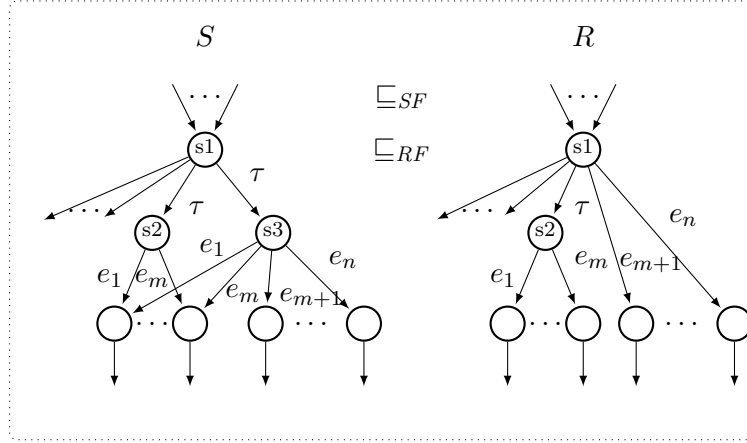 S R
· · · ⊑SF · · ·
s1 ⊑RF s1
τ
· · · τ · · · τ en
s2 s3 s2
e1
e1 em en e1 em em+1
em em+1
· · · · · · · · · · · ·